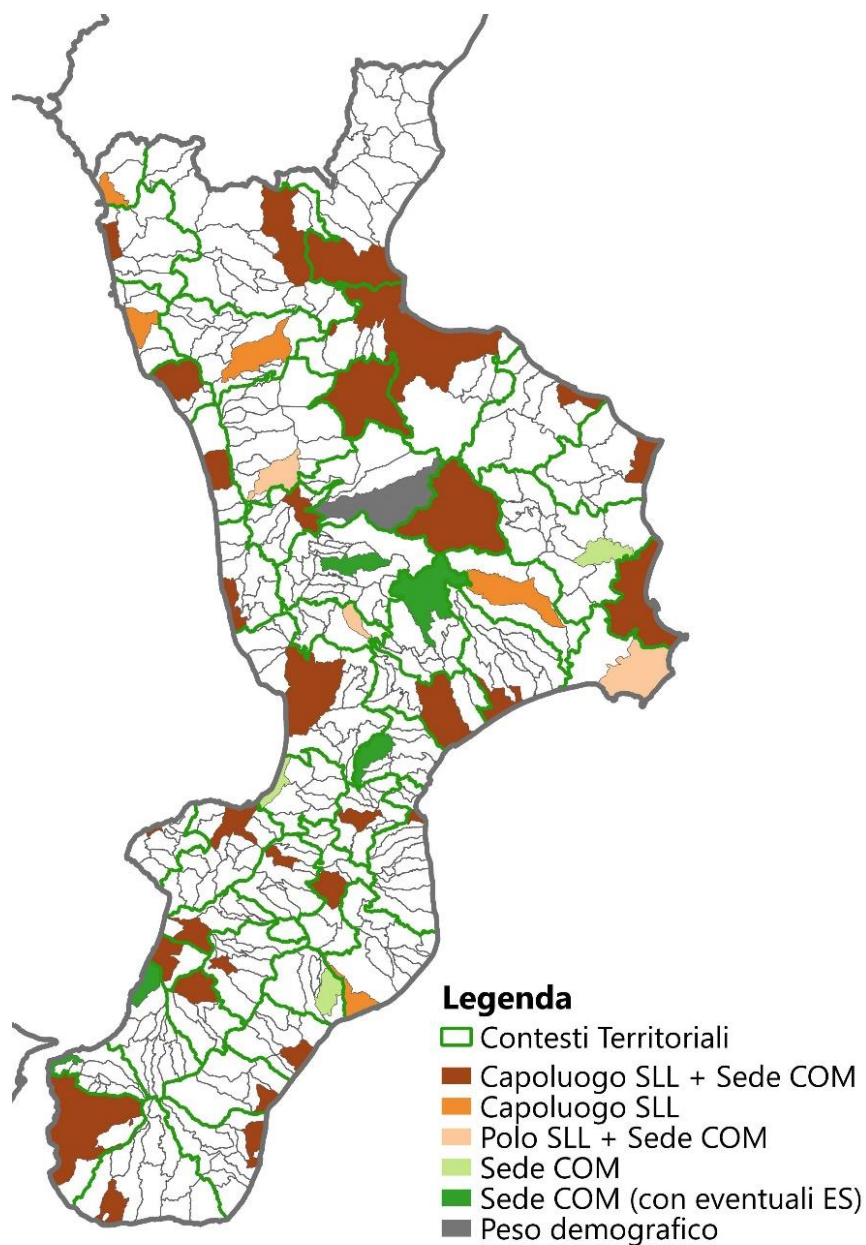 Legenda
Contesti Territoriali
Capoluogo SLL + Sede COM
Capoluogo SLL
Polo SLL + Sede COM
Sede COM
Sede COM (con eventuali ES)
Peso demografico